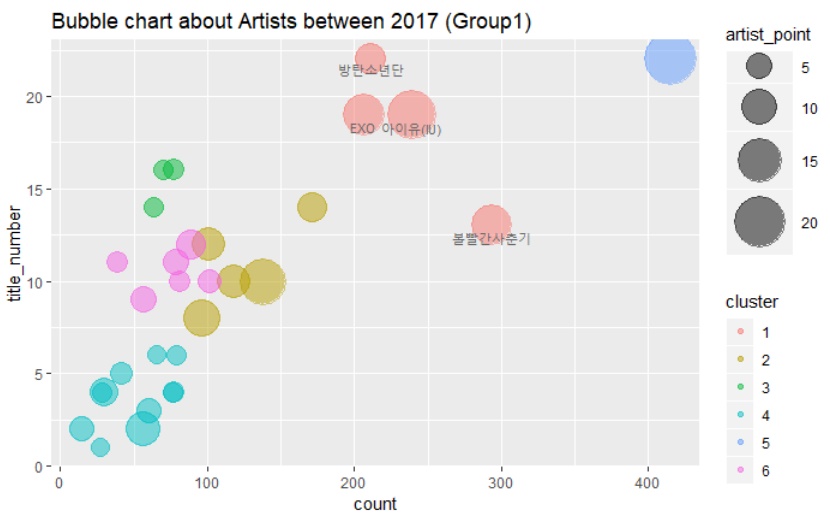 Bubble chart about Artists between 2017 (Group1)
title_number
20
15
10
5
0
방탄소년단
EXO 아이유(IU)
볼빨간사춘기
0 100 200 300 400
count
artist_point
5
10
15
20
cluster
1
2
3
4
5
6